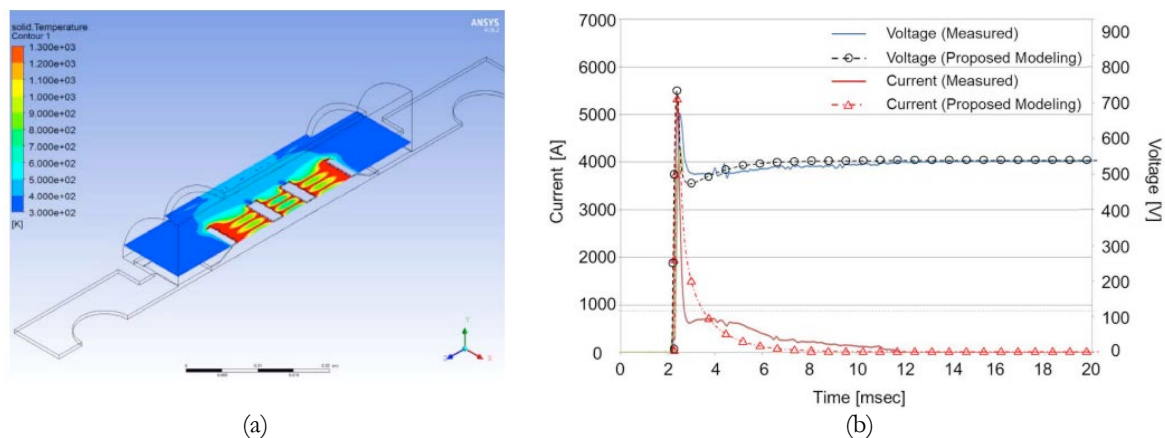 solid.Temperature
Contour 1
1.300e+03
1.200e+03
1.100e+03
1.000e+03
9.000e+02
8.000e+02
7.000e+02
6.000e+02
5.000e+02
4.000e+02
3.000e+02
[K]
ANSYS
(a)
7000
6000
5000
4000
3000
2000
1000
0
Current [A]
Voltage (Measured)
Voltage (Proposed Modeling)
Current (Measured)
Current (Proposed Modeling)
900
800
700
600
500
400
300
200
100
0
Voltage [V]
0 2 4 6 8 10 12 14 16 18 20
Time [msec]
(b)